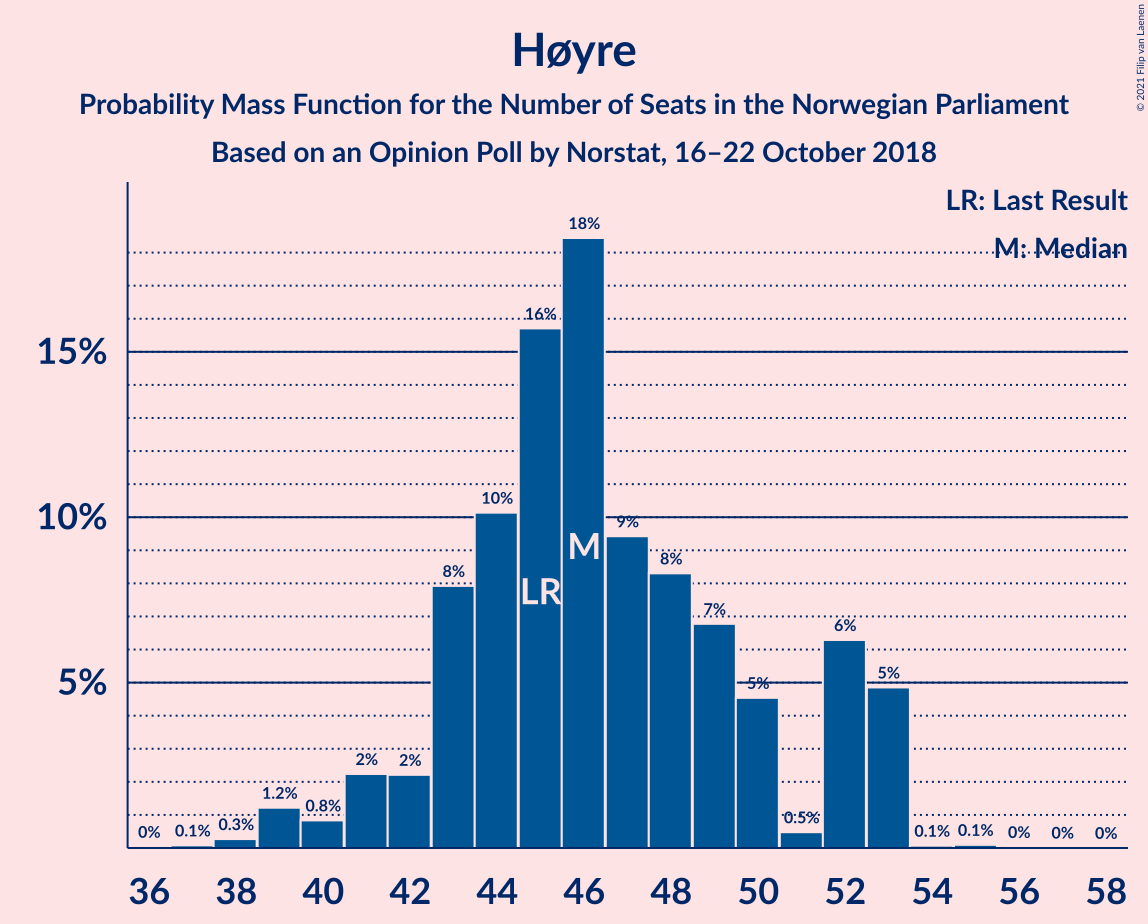 Høyre
Probability Mass Function for the Number of Seats in the Norwegian Parliament
Based on an Opinion Poll by Norstat, 16–22 October 2018
© 2021 Filip van Laenen
LR: Last Result
M: Median
15%
10%
5%
0%
0.1%
0.3%
1.2%
0.8%
2%
2%
8%
10%
16%
18%
9%
8%
7%
5%
0.5%
6%
5%
0.1%
0.1%
0%
0%
0%
LR
M
36 38 40 42 44 46 48 50 52 54 56 58